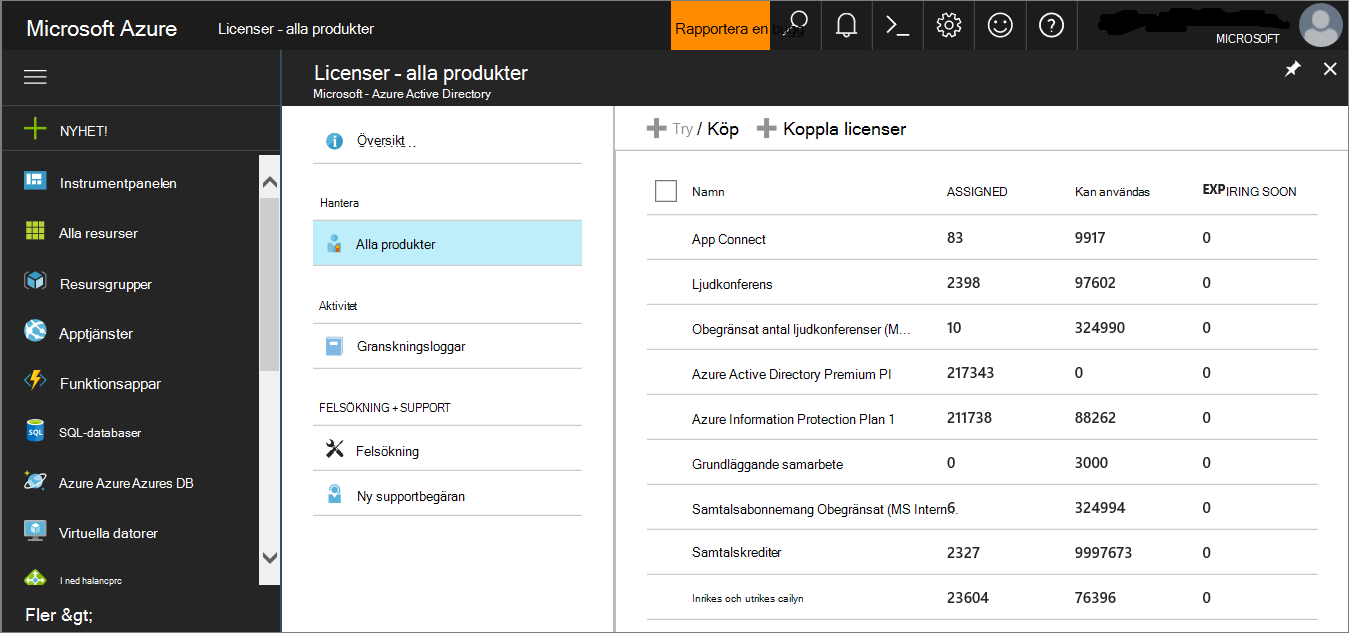 Microsoft Azure
Licenser - alla produkter
Rapportera en bugg
MICROSOFT
Licenser - alla produkter
Microsoft - Azure Active Directory
NYHET!
Instrumentpanelen
Alla resurser
Resursgrupper
Apptjänster
Funktionsappar
SQL-databaser
Azure Azure Azures DB
Virtuella datorer
I ned halancprc
Fler &gt;
Översikt...
Hantera
Alla produkter
Aktivitet
Granskningsloggar
FELSÖKNING + SUPPORT
Felsökning
Ny supportbegäran
Try / Köp
Koppla licenser
Namn ASSIGNED Kan användas EXPIRING SOON
App Connect 83 9917 0
Ljudkonferens 2398 97602 0
Obegränsat antal ljudkonferenser (M... 10 324990 0
Azure Active Directory Premium PI 217343 0 0
Azure Information Protection Plan 1 211738 88262 0
Grundläggande samarbete 0 3000 0
Samtalsabonnemang Obegränsat (MS Intern. 6 324994 0
Samtalskrediter 2327 9997673 0
Inrikes och utrikes cailyn 23604 76396 0